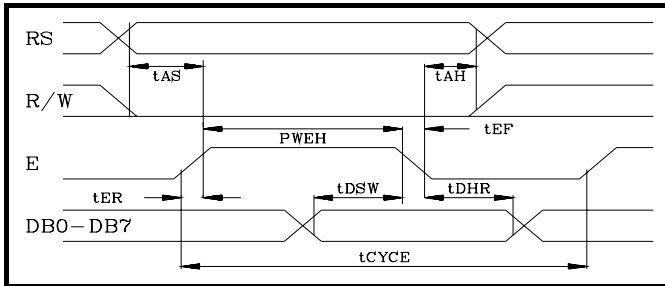 RS
tAS
tAH
R/W
PWEH
tEF
E
tER
tDSW
tDHR
DB0-DB7
tCYCE